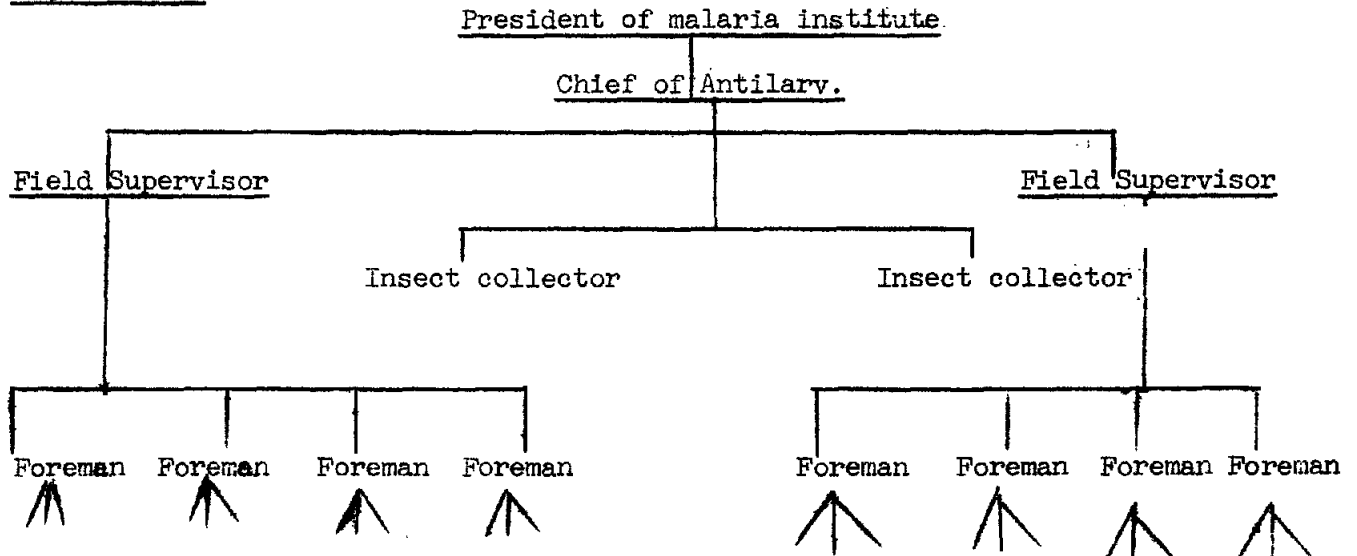 President of malaria institute
Chief of Antilarv.
Field Supervisor Field Supervisor
Insect collector Insect collector
Foreman Foreman Foreman Foreman Foreman Foreman Foreman Foreman